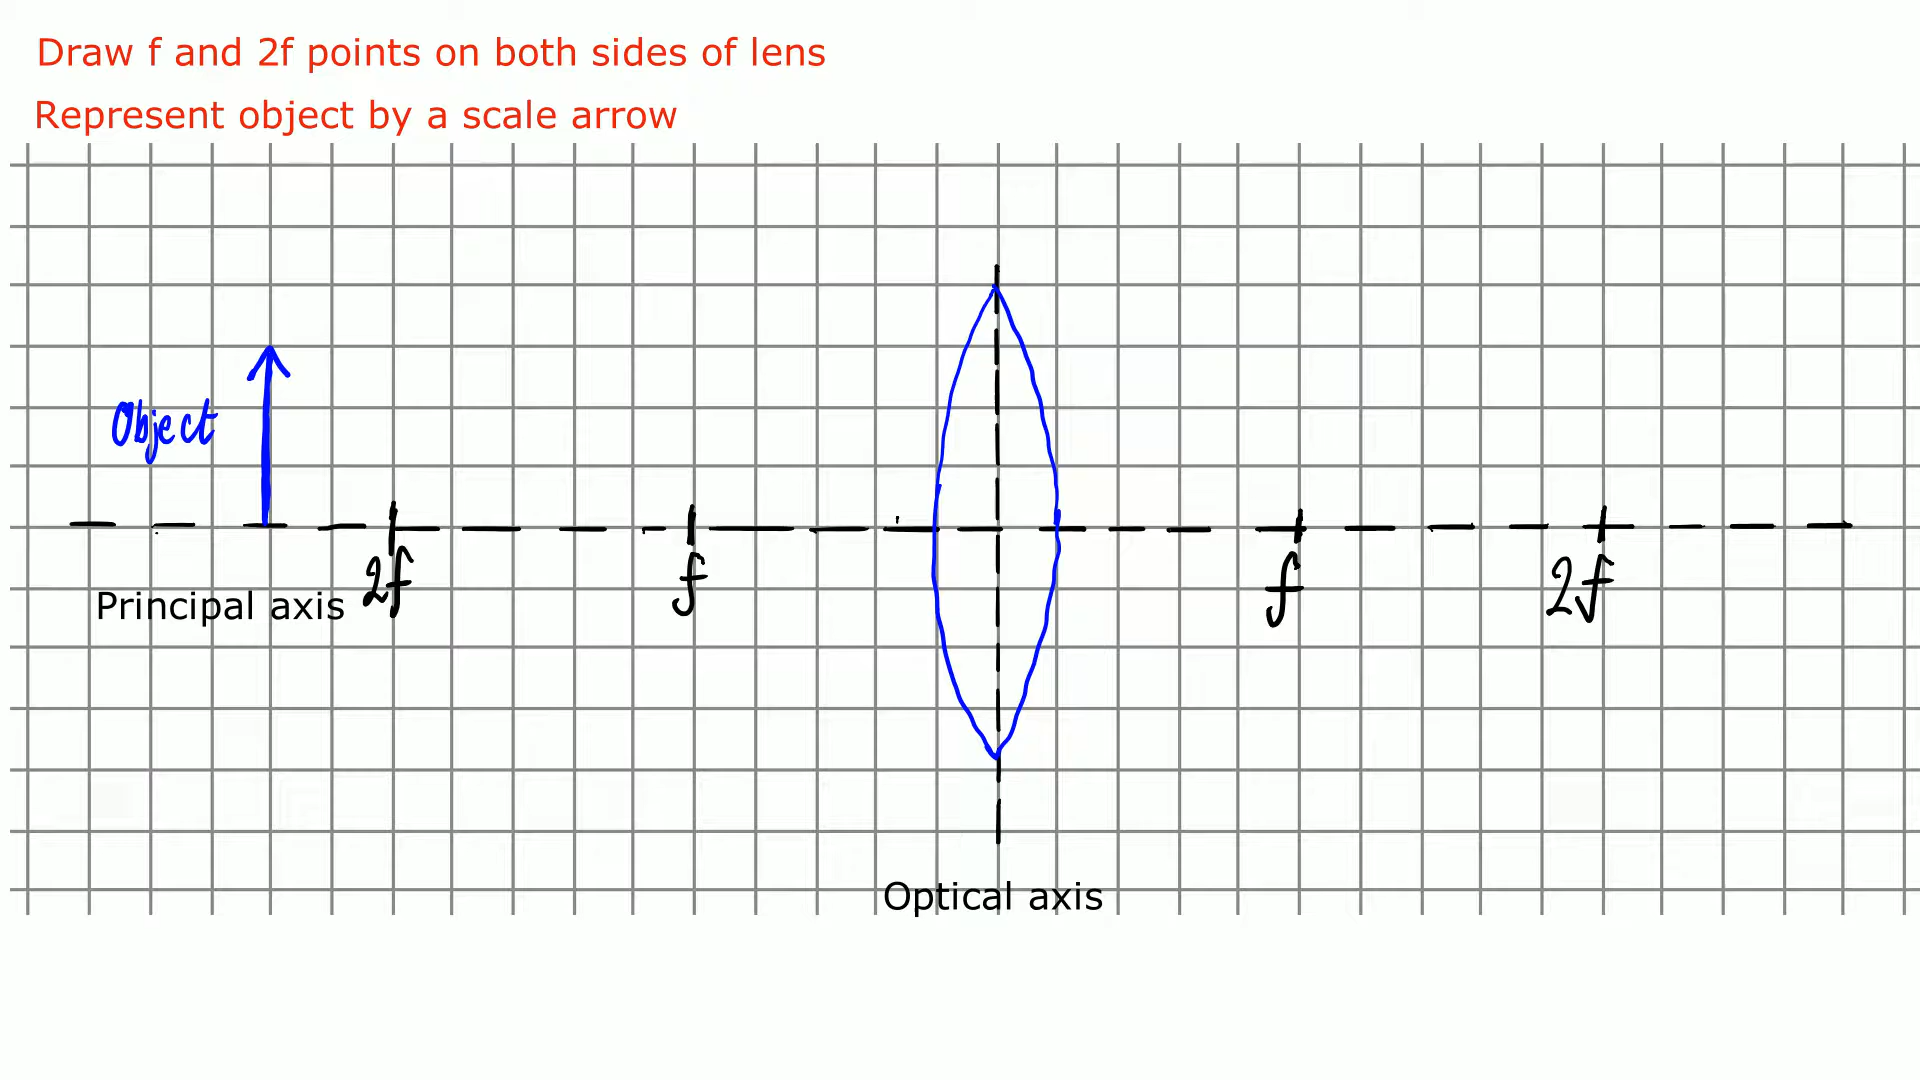 Draw f and 2f points on both sides of lens
Represent object by a scale arrow
Object
2f
f
f
2f
Principal axis
Optical axis